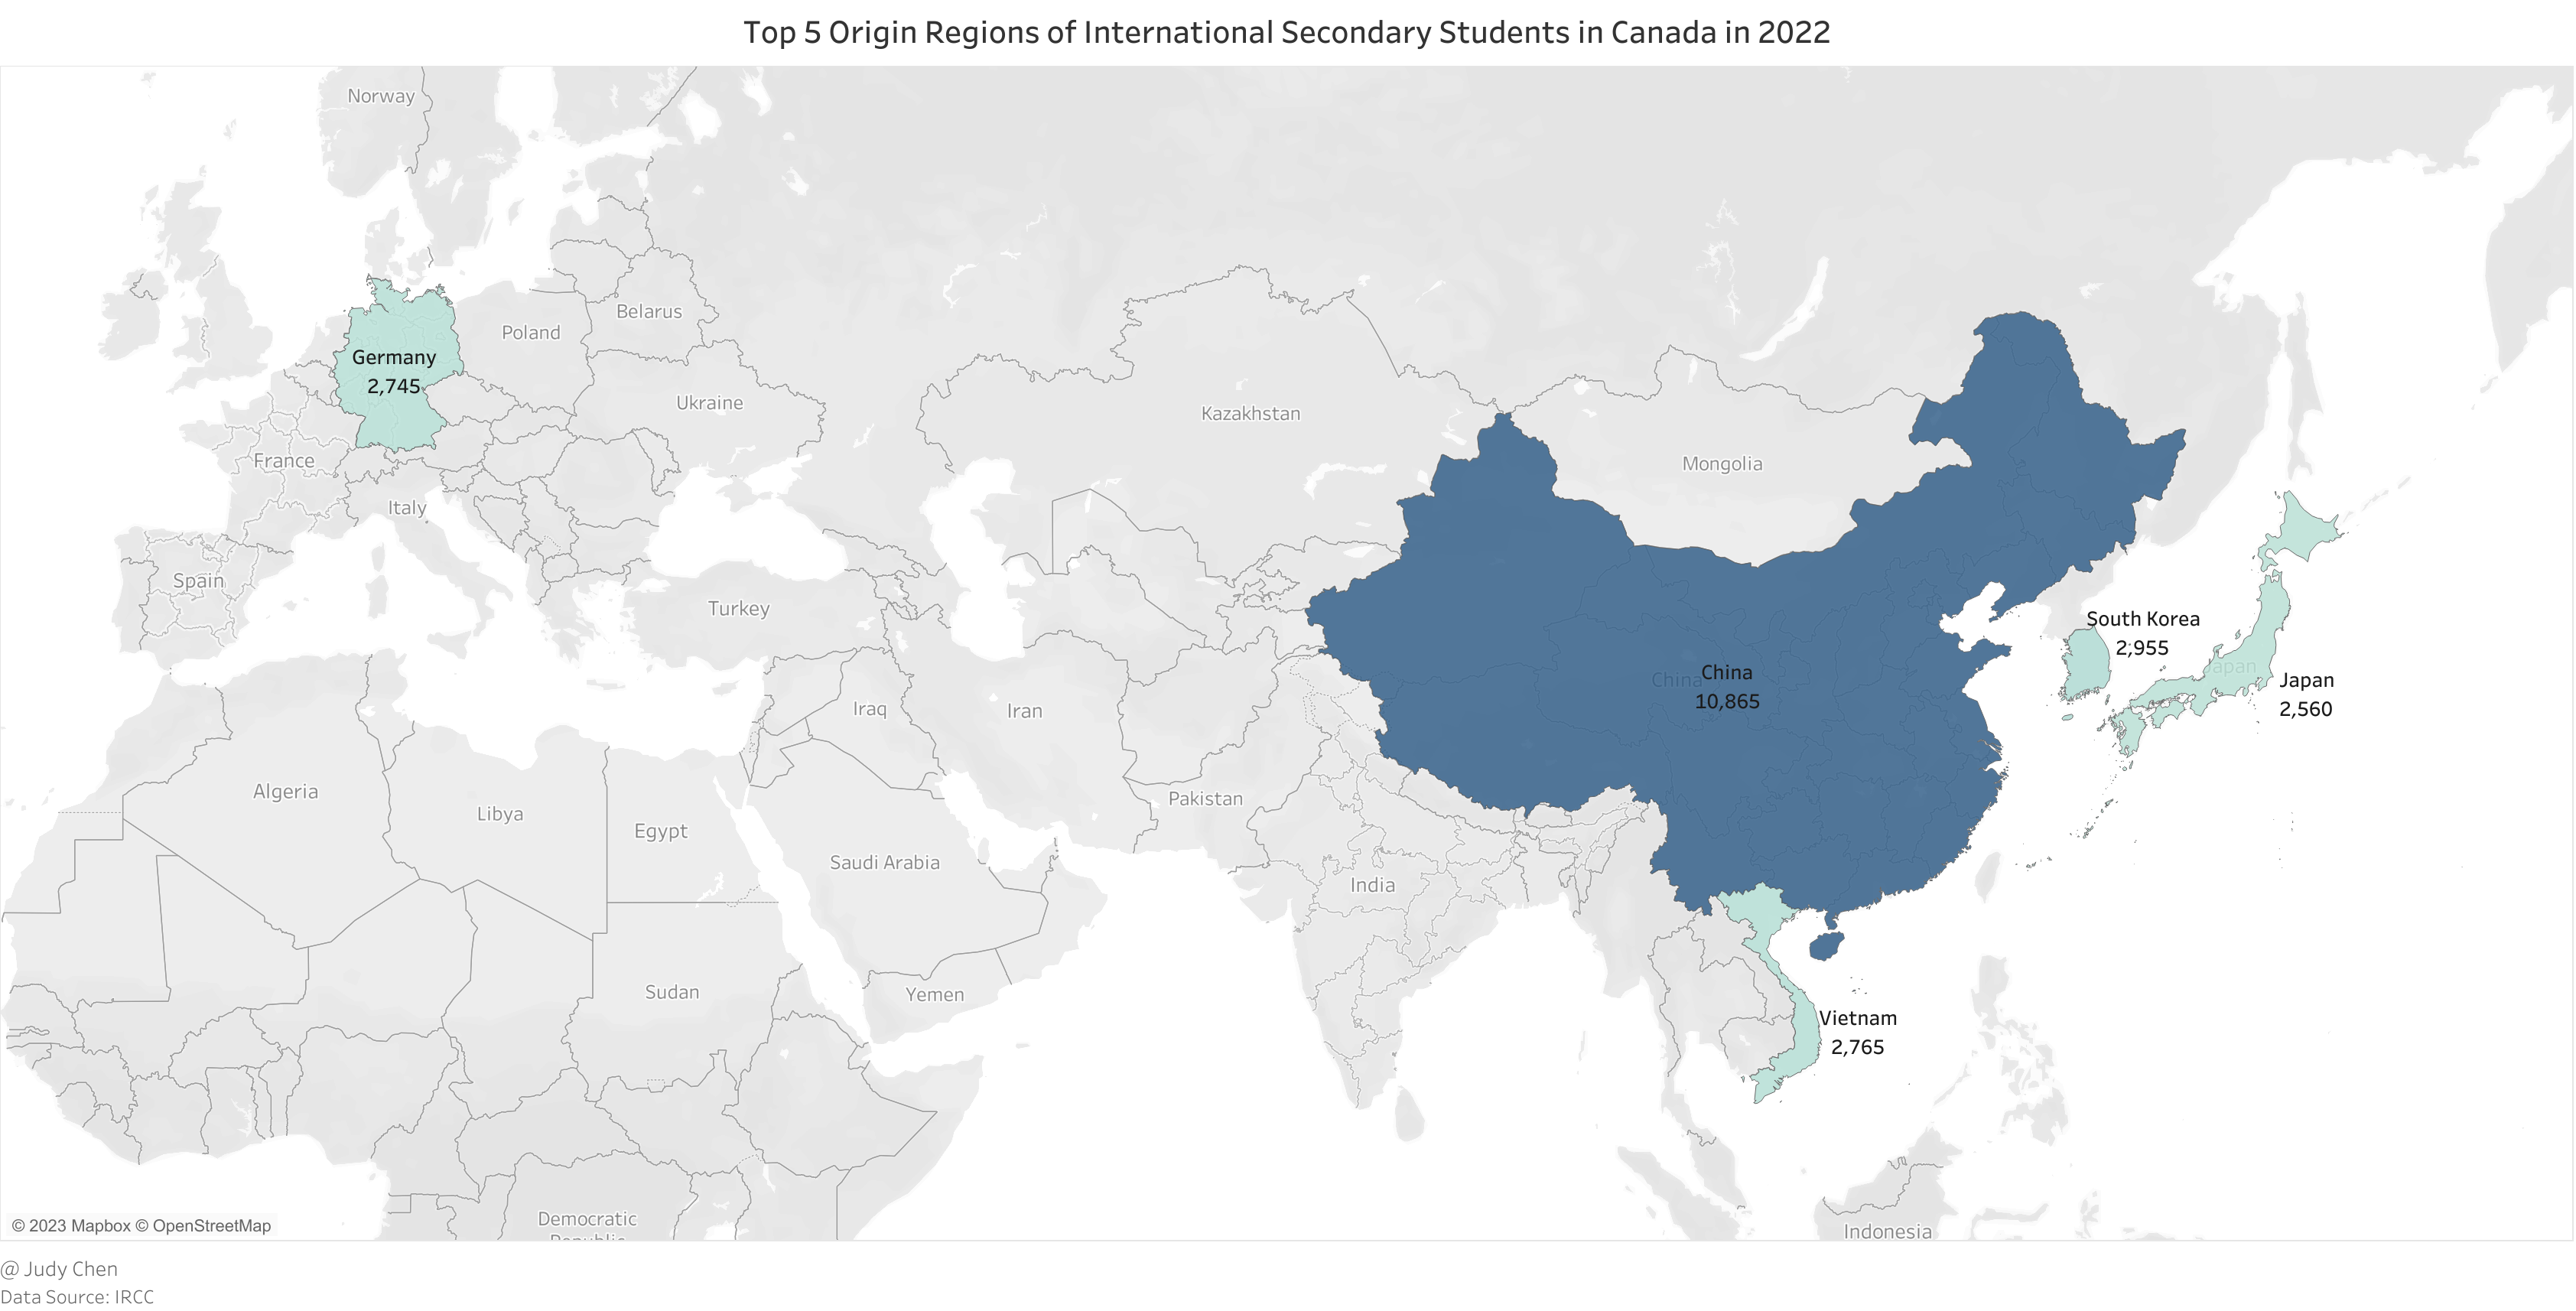 Top 5 Origin Regions of International Secondary Students in Canada in 2022
Norway
Belarus
Poland
Germany
2,745
Ukraine
Kazakhstan
France
Mongolia
Italy
Spain
Turkey
South Korea
2,955
Japan
China
China
10,865
Japan
2,560
Iraq
Iran
Algeria
Pakistan
Libya
Egypt
Saudi Arabia
India
Sudan
Yemen
Vietnam
2,765
Democratic
Republic
Indonesia
© 2023 Mapbox © OpenStreetMap
@ Judy Chen
Data Source: IRCC